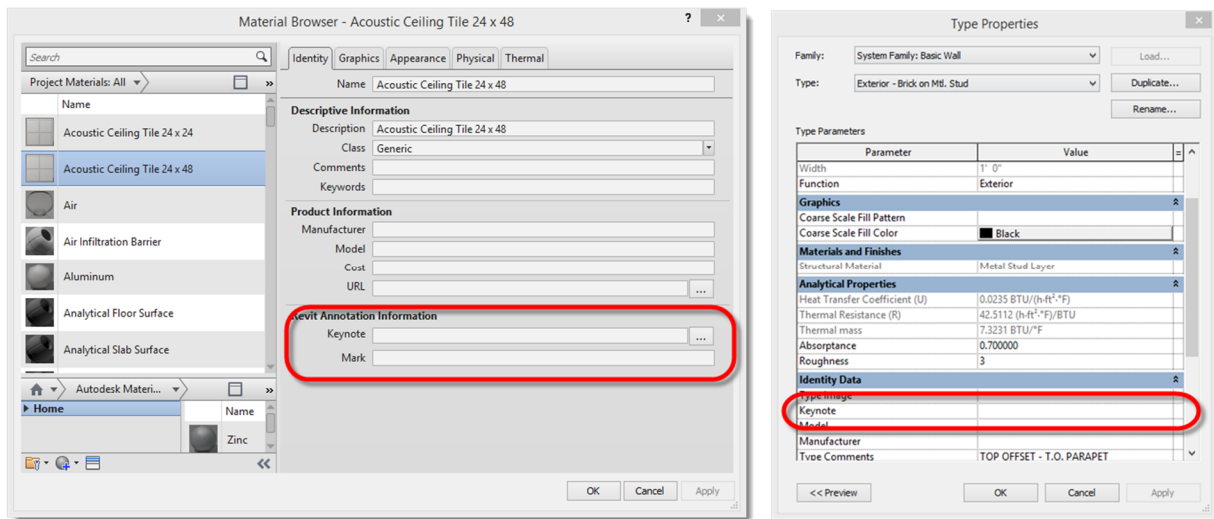 Material Browser - Acoustic Ceiling Tile 24 x 48
?
Search
Project Materials: All
»
Name
Acoustic Ceiling Tile 24 x 24
Acoustic Ceiling Tile 24 x 48
Air
Air Infiltration Barrier
Aluminum
Analytical Floor Surface
Analytical Slab Surface
Autodesk Materi...
»
Home
Name
Zinc
Identity Graphics Appearance Physical Thermal
Name Acoustic Ceiling Tile 24 x 48
Descriptive Information
Description Acoustic Ceiling Tile 24 x 48
Class Generic
Comments
Keywords
Product Information
Manufacturer
Model
Cost
URL ...
Revit Annotation Information
Keynote ...
Mark
OK Cancel Apply
Type Properties
Family: System Family: Basic Wall Load...
Type: Exterior - Brick on Mtl. Stud Duplicate...
Rename...
Type Parameters
Parameter Value =
Width 1' 0"
Function Exterior
Graphics
Coarse Scale Fill Pattern
Coarse Scale Fill Color Black
Materials and Finishes
Structural Material Metal Stud Layer
Analytical Properties
Heat Transfer Coefficient (U) 0.0235 BTU/(h·ft²·°F)
Thermal Resistance (R) 42.5112 (h·ft²·°F)/BTU
Thermal mass 7.3231 BTU/°F
Absorptance 0.700000
Roughness 3
Identity Data
Type Image
Keynote
Model
Manufacturer
Type Comments TOP OFFSET - T.O. PARAPET
<< Preview OK Cancel Apply